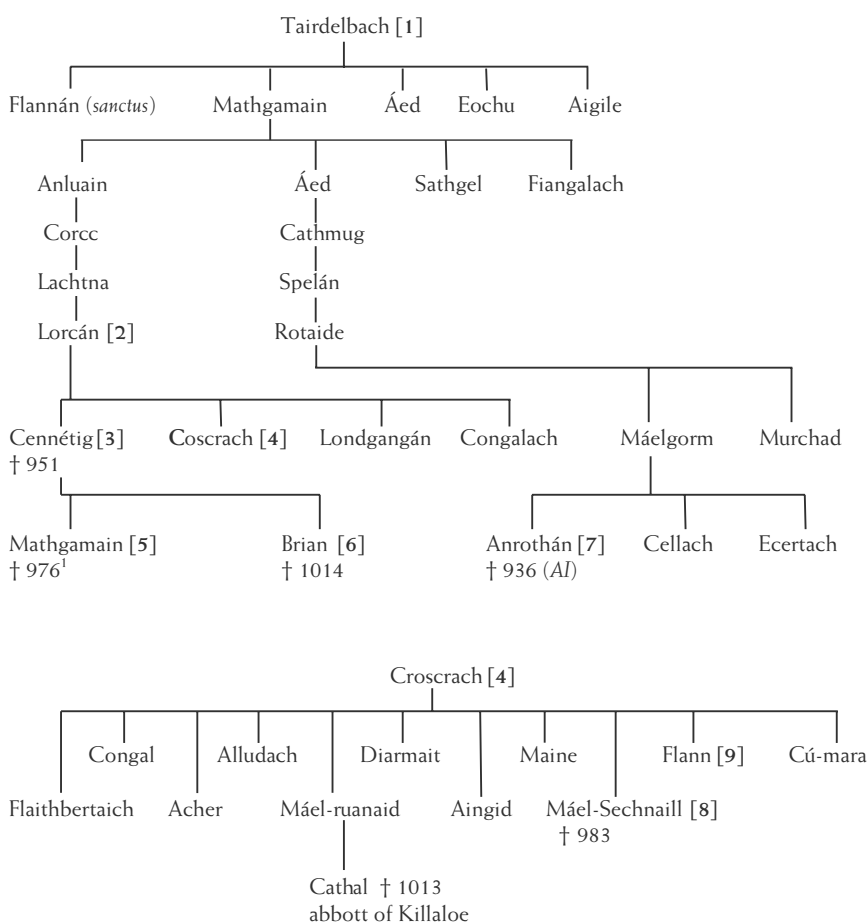 Tairdelbach [1]
Flannán (sanctus) Mathgamain Áed Eochu Aigile
Anluain Áed Sathgel Fiangalach
Corcc Cathmug
Lachtna Spelán
Lorcán [2] Rotaide
Cennétig [3] Coscrach [4] Londgangán Congalach Máelgorm Murchad
† 951
Mathgamain [5] Brian [6] Anrothán [7] Cellach Ecertach
† 976¹ † 1014 † 936 (AI)
Croscrach [4]
Congal Alludach Diarmait Maine Flann [9] Cú-mara
Flaithbertaich Acher Máel-ruanaid Aingid Máel-Sechnaill [8]
† 983
Cathal † 1013
abbott of Killaloe